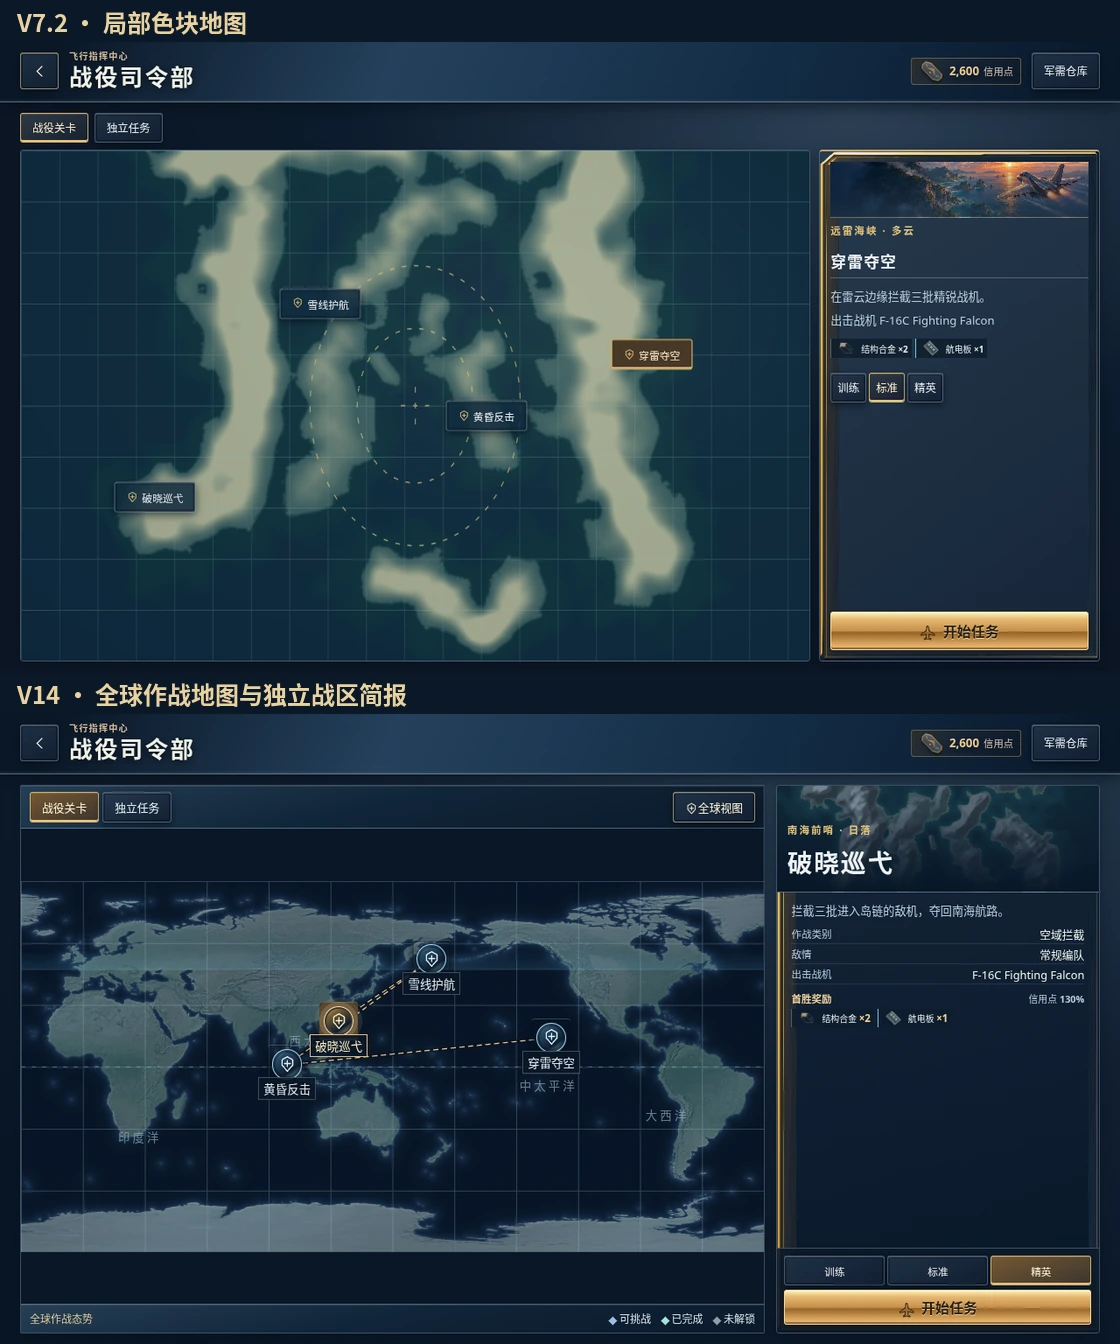 V7.2 · 局部色块地图
飞行指挥中心
战役司令部
2,600 信用点
军需仓库
战役关卡
独立任务
雪线护航
穿雷夺空
黄昏反击
破晓巡弋
远雷海峡 · 多云
穿雷夺空
在雷云边缘拦截三批精锐战机。
出击战机 F-16C Fighting Falcon
结构合金 ×2 航电板 ×1
训练 标准 精英
开始任务
V14 · 全球作战地图与独立战区简报
飞行指挥中心
战役司令部
2,600 信用点
军需仓库
战役关卡
独立任务
全球视图
雪线护航
破晓巡弋
黄昏反击
穿雷夺空
中太平洋
大西洋
印度洋
全球作战态势
可挑战 已完成 未解锁
南海前哨 · 日落
破晓巡弋
拦截三批进入岛链的敌机，夺回南海航路。
作战类别 空域拦截
敌情 常规编队
出击战机 F-16C Fighting Falcon
首胜奖励 信用点 130%
结构合金 ×2 航电板 ×1
训练 标准 精英
开始任务